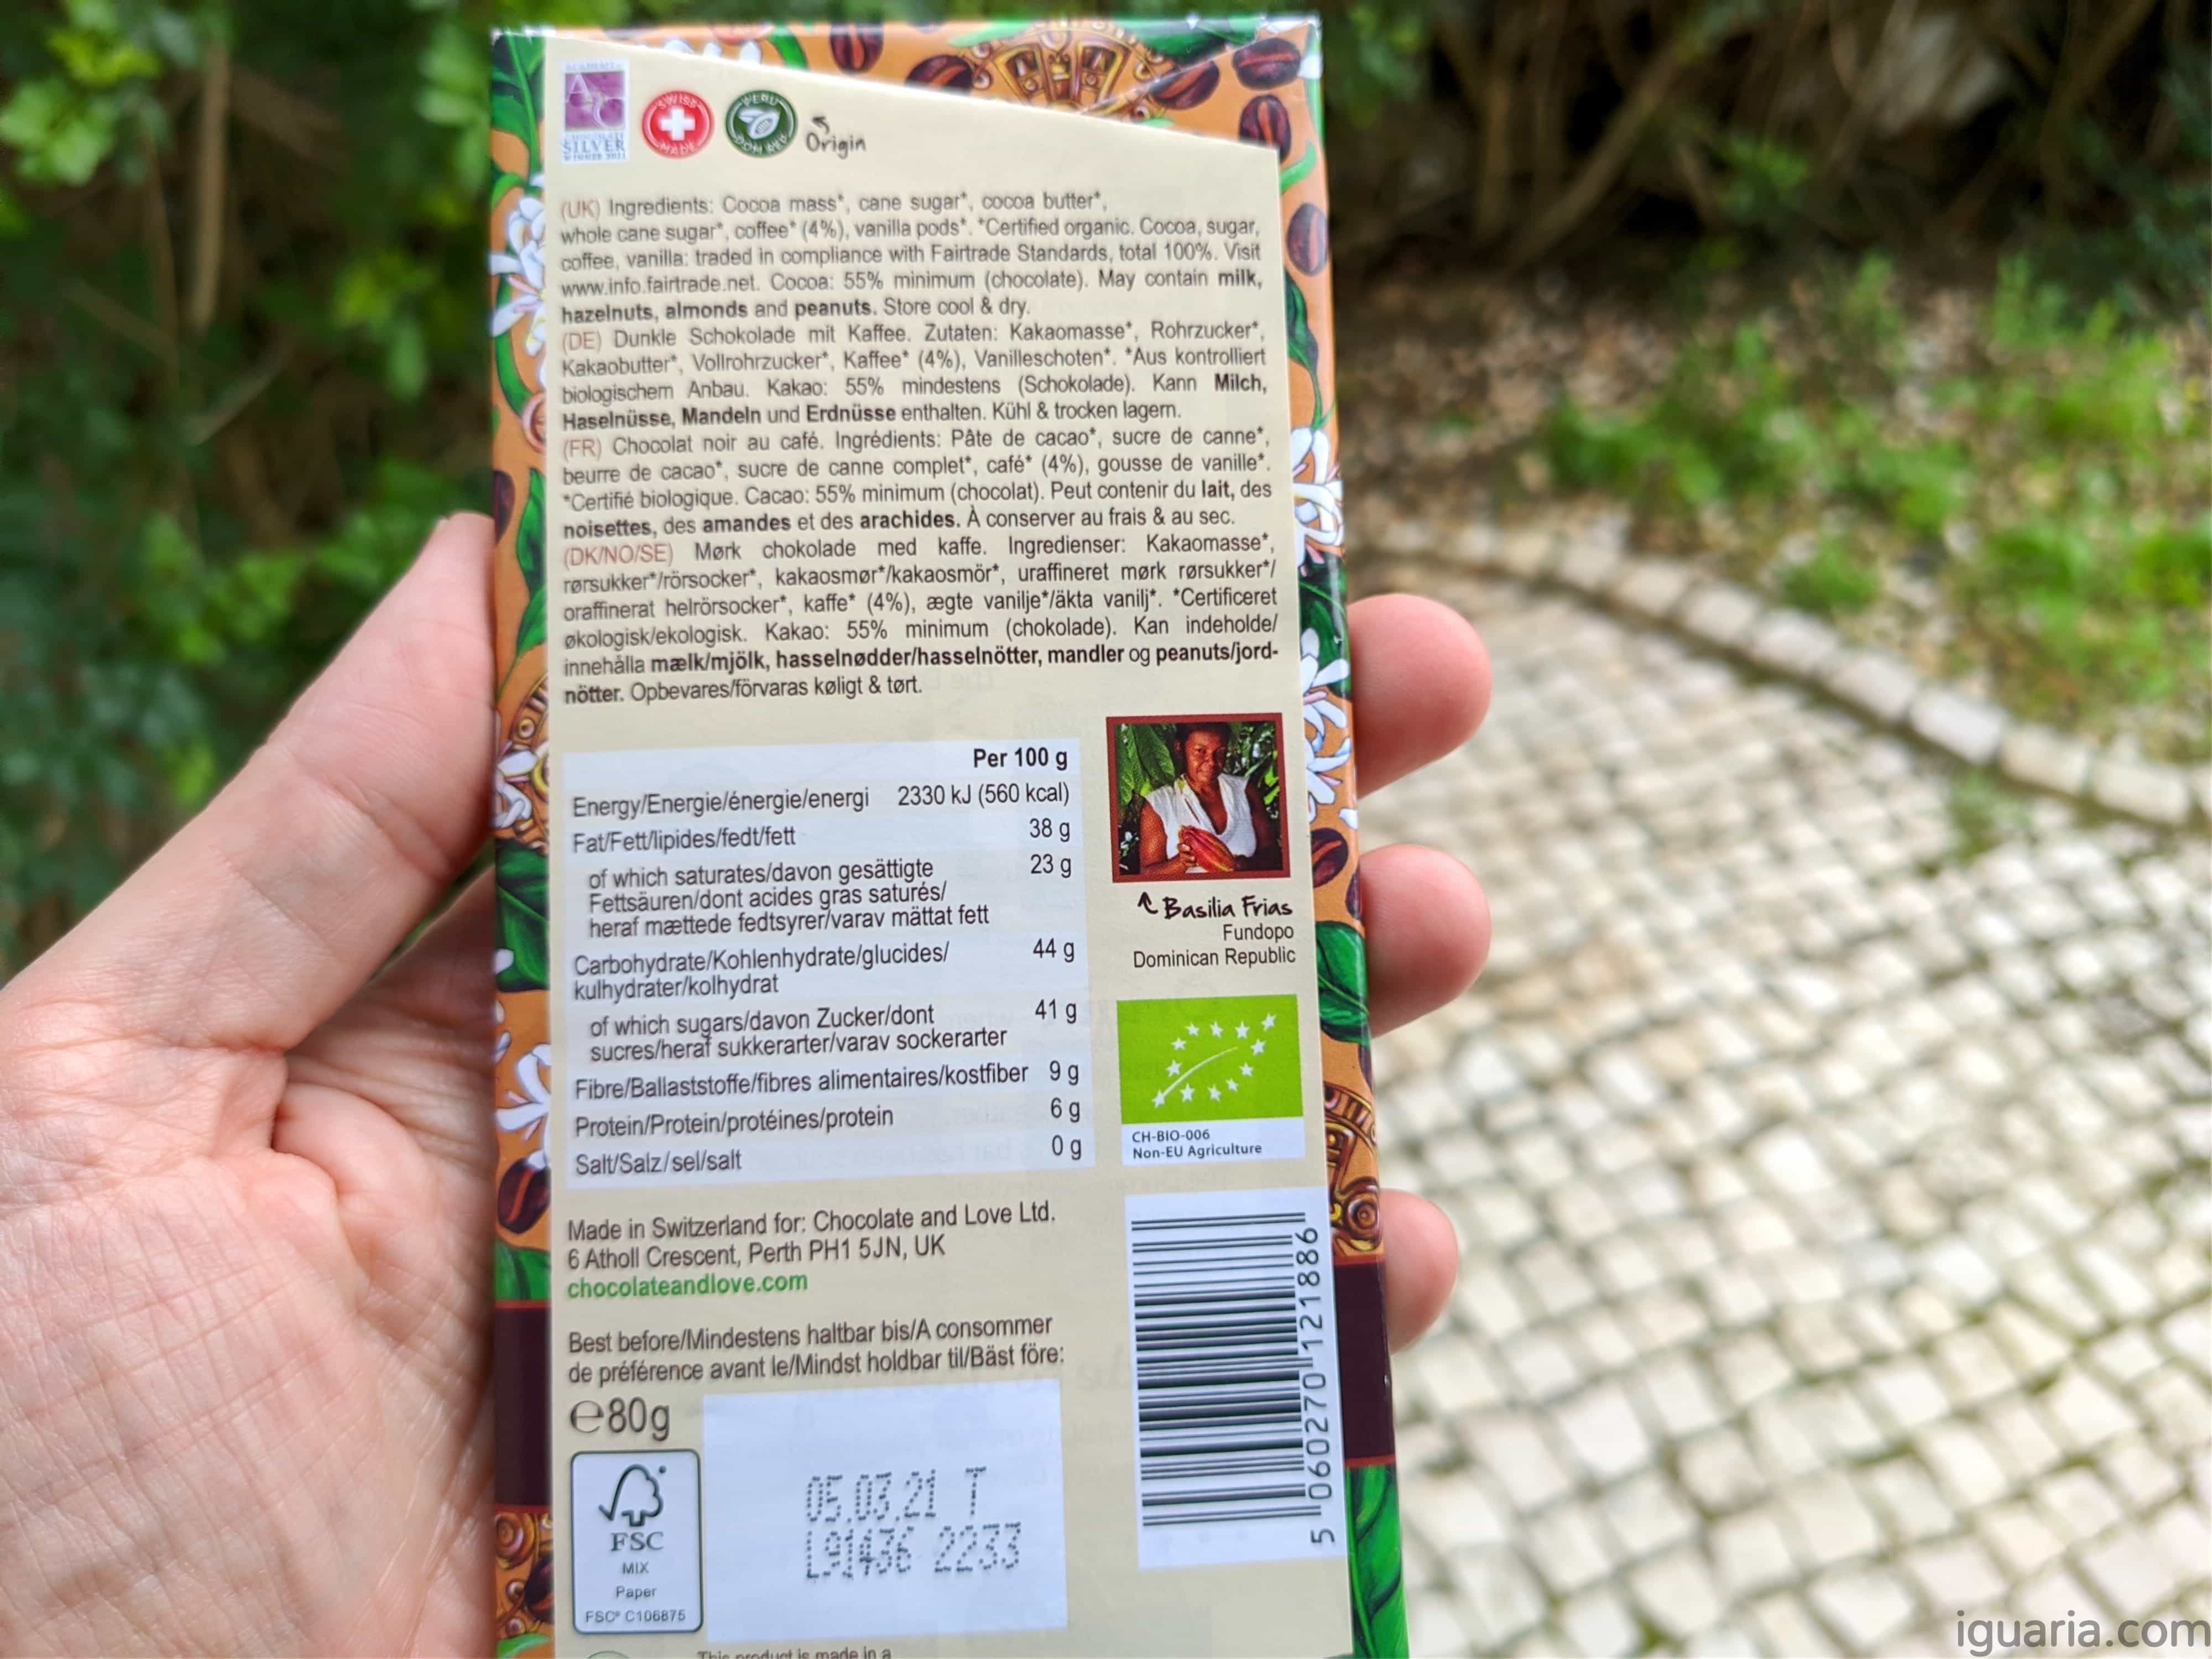 ACADEMY of
A C
CHOCOLATE
SILVER
WINNER 2011
SWISS
MADE
PERU
DOM REP
Origin
(UK) Ingredients: Cocoa mass*, cane sugar*, cocoa butter*,
whole cane sugar*, coffee* (4%), vanilla pods*. *Certified organic. Cocoa, sugar,
coffee, vanilla: traded in compliance with Fairtrade Standards, total 100%. Visit
www.info.fairtrade.net. Cocoa: 55% minimum (chocolate). May contain milk,
hazelnuts, almonds and peanuts. Store cool & dry.
(DE) Dunkle Schokolade mit Kaffee. Zutaten: Kakaomasse*, Rohrzucker*,
Kakaobutter*, Vollrohrzucker*, Kaffee* (4%), Vanilleschoten*. *Aus kontrolliert
biologischem Anbau. Kakao: 55% mindestens (Schokolade). Kann Milch,
Haselnüsse, Mandeln und Erdnüsse enthalten. Kühl & trocken lagern.
(FR) Chocolat noir au café. Ingrédients: Pâte de cacao*, sucre de canne*,
beurre de cacao*, sucre de canne complet*, café* (4%), gousse de vanille*.
*Certifié biologique. Cacao: 55% minimum (chocolat). Peut contenir du lait, des
noisettes, des amandes et des arachides. À conserver au frais & au sec.
(DK/NO/SE) Mørk chokolade med kaffe. Ingredienser: Kakaomasse*,
rørsukker*/rörsocker*, kakaosmør*/kakaosmör*, uraffineret mørk rørsukker*/
oraffinerat helrörsocker*, kaffe* (4%), ægte vanilje*/äkta vanilj*. *Certificeret
økologisk/ekologisk. Kakao: 55% minimum (chokolade). Kan indeholde/
innehålla mælk/mjölk, hasselnødder/hasselnötter, mandler og peanuts/jord-
nötter. Opbevares/förvaras køligt & tørt.
Per 100 g
Energy/Energie/énergie/energi 2330 kJ (560 kcal)
Fat/Fett/lipides/fedt/fett 38 g
of which saturates/davon gesättigte 23 g
Fettsäuren/dont acides gras saturés/
heraf mættede fedtsyrer/varav mättat fett
Carbohydrate/Kohlenhydrate/glucides/ 44 g
kulhydrater/kolhydrat
of which sugars/davon Zucker/dont 41 g
sucres/heraf sukkerarter/varav sockerarter
Fibre/Ballaststoffe/fibres alimentaires/kostfiber 9 g
Protein/Protein/protéines/protein 6 g
Salt/Salz/sel/salt 0 g
Basilia Frias
Fundopo
Dominican Republic
CH-BIO-006
Non-EU Agriculture
Made in Switzerland for: Chocolate and Love Ltd.
6 Atholl Crescent, Perth PH1 5JN, UK
chocolateandlove.com
Best before/Mindestens haltbar bis/A consommer
de préférence avant le/Mindst holdbar til/Bäst före:
℮80g
05.03.21 T
L91436 2233
FSC
MIX
Paper
FSC® C106875
5 060270 121886
This product is made in a
iguaria.com